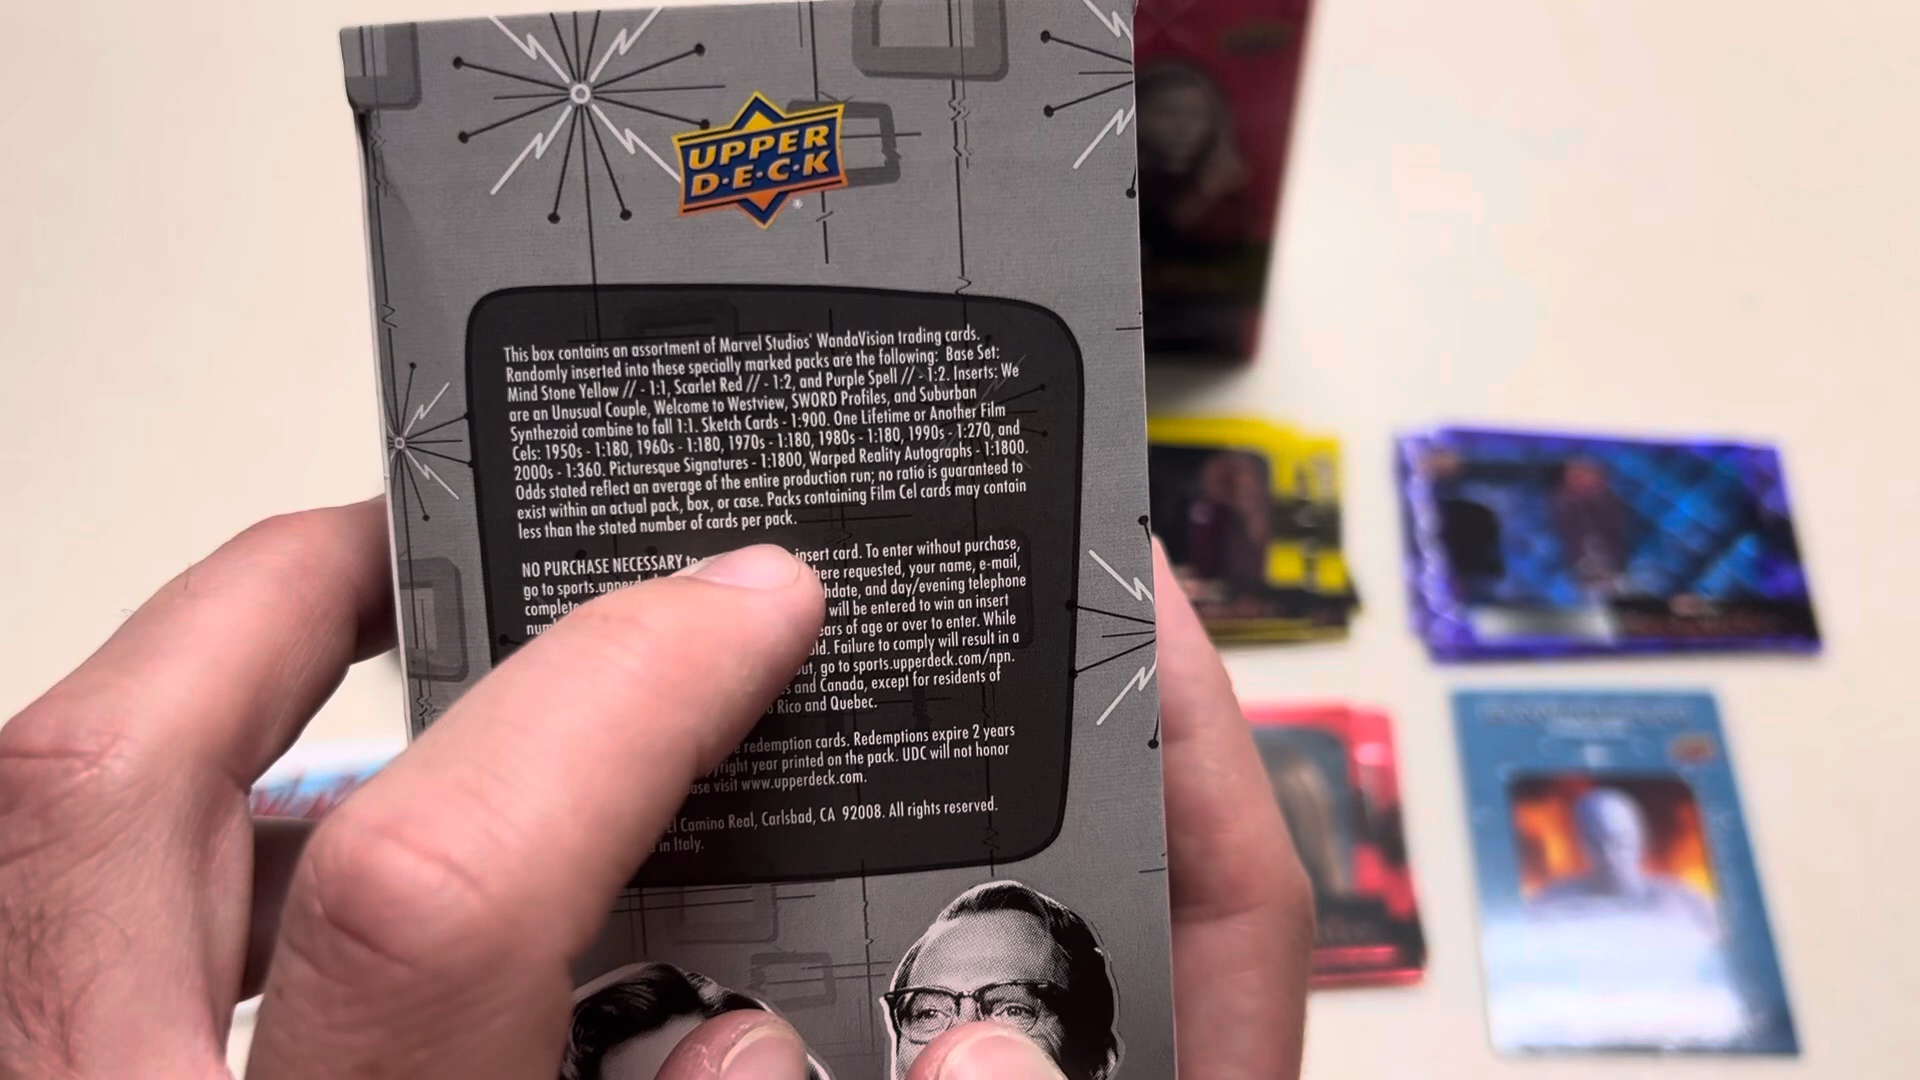 UPPER
D·E·C·K
®
This box contains an assortment of Marvel Studios' WandaVision trading cards.
Randomly inserted into these specially marked packs are the following: Base Set:
Mind Stone Yellow // - 1:1, Scarlet Red // - 1:2, and Purple Spell // - 1:2. Inserts: We
are an Unusual Couple, Welcome to Westview, SWORD Profiles, and Suburban
Synthezoid combine to fall 1:1. Sketch Cards - 1:900. One Lifetime or Another Film
Cels: 1950s - 1:180, 1960s - 1:180, 1970s - 1:180, 1980s - 1:180, 1990s - 1:270, and
2000s - 1:360. Picturesque Signatures - 1:1800, Warped Reality Autographs - 1:1800.
Odds stated reflect an average of the entire production run; no ratio is guaranteed to
exist within an actual pack, box, or case. Packs containing Film Cel cards may contain
less than the stated number of cards per pack.
NO PURCHASE NECESSARY insert card. To enter without purchase,
go to here requested, your name, e-mail,
and day/evening telephone
will be entered to win an insert
of age or over to enter. While
Failure to comply will result in a
go to sports.upperdeck.com/npn.
and Canada, except for residents of
Rico and Quebec.
redemption cards. Redemptions expire 2 years
year printed on the pack. UDC will not honor
visit www.upperdeck.com.
El Camino Real, Carlsbad, CA 92008. All rights reserved.
in Italy.